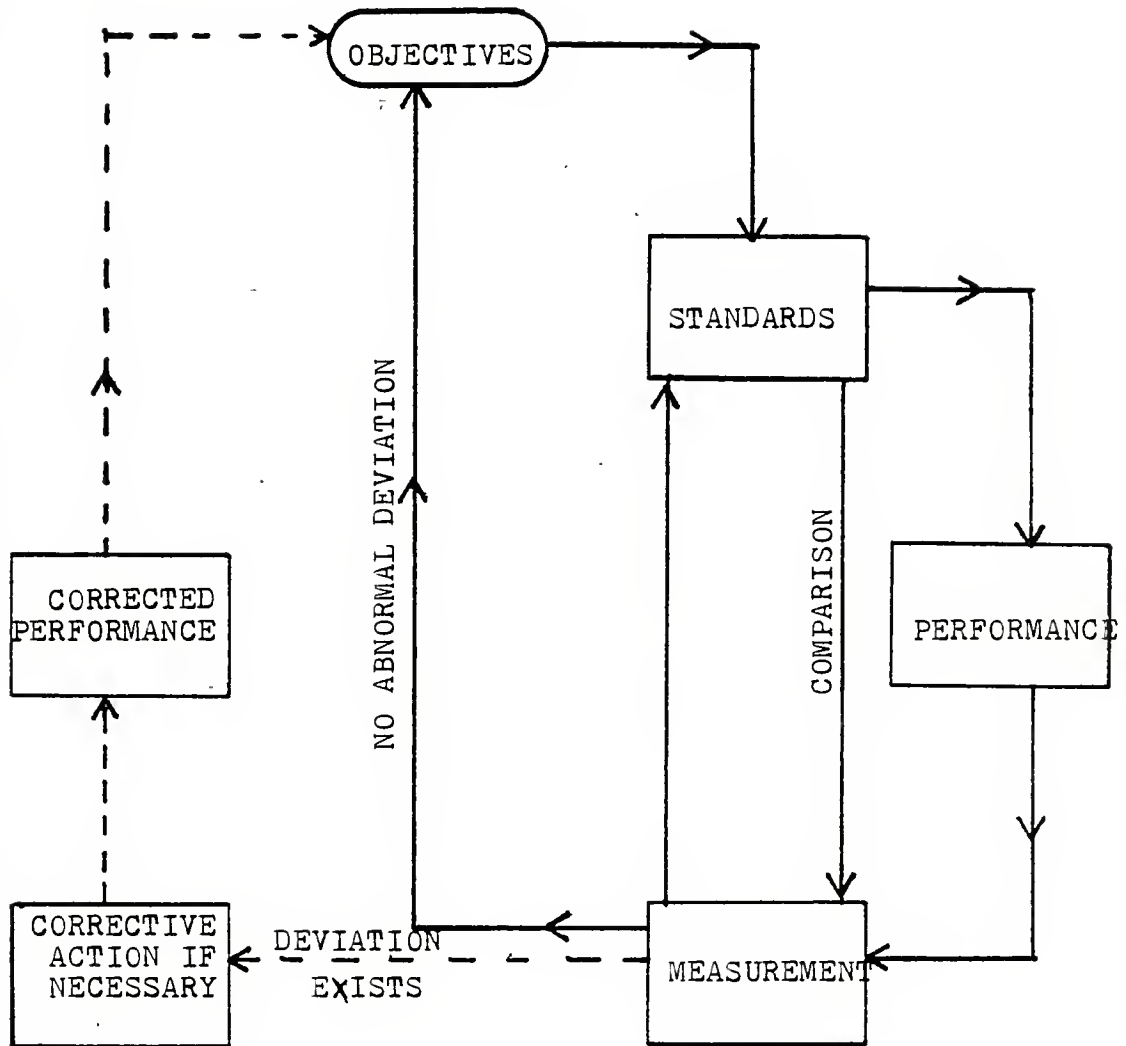 OBJECTIVES
STANDARDS
NO ABNORMAL DEVIATION
COMPARISON
CORRECTED
PERFORMANCE
PERFORMANCE
CORRECTIVE
ACTION IF
NECESSARY
DEVIATION
EXISTS
MEASUREMENT